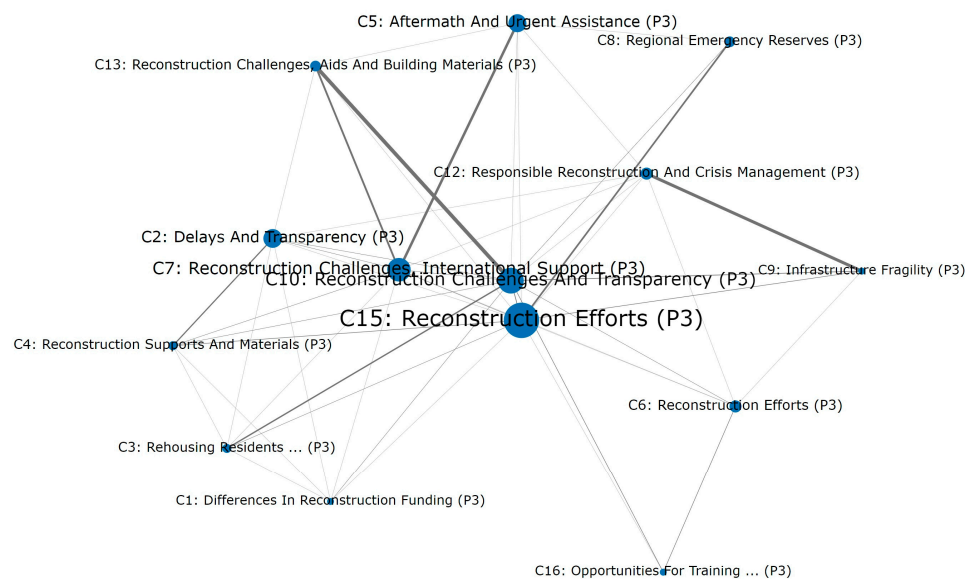 C5: Aftermath And Urgent Assistance (P3)
C8: Regional Emergency Reserves (P3)
C13: Reconstruction Challenges, Aids And Building Materials (P3)
C12: Responsible Reconstruction And Crisis Management (P3)
C2: Delays And Transparency (P3)
C7: Reconstruction Challenges, International Support (P3)
C9: Infrastructure Fragility (P3)
C10: Reconstruction Challenges And Transparency (P3)
C15: Reconstruction Efforts (P3)
C4: Reconstruction Supports And Materials (P3)
C6: Reconstruction Efforts (P3)
C3: Rehousing Residents ... (P3)
C1: Differences In Reconstruction Funding (P3)
C16: Opportunities For Training ... (P3)